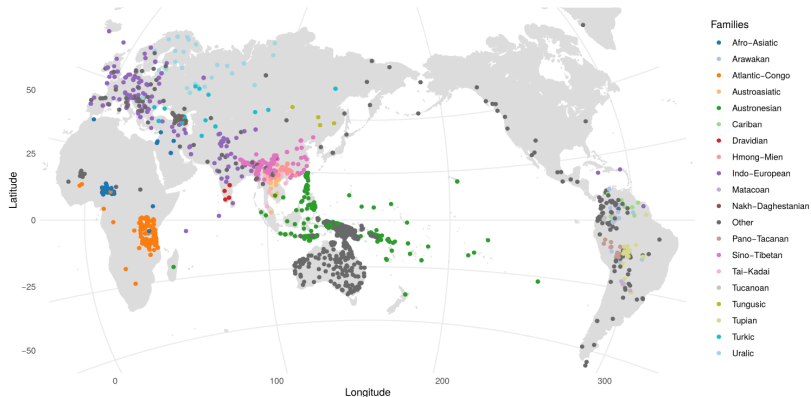 Families
Afro−Asiatic
Arawakan
Atlantic−Congo
Austroasiatic
Austronesian
Cariban
Dravidian
Hmong−Mien
Indo−European
Matacoan
Nakh−Daghestanian
Other
Pano−Tacanan
Sino−Tibetan
Tai−Kadai
Tucanoan
Tungusic
Tupian
Turkic
Uralic
Latitude
50
25
0
−25
−50
0
100
200
300
Longitude